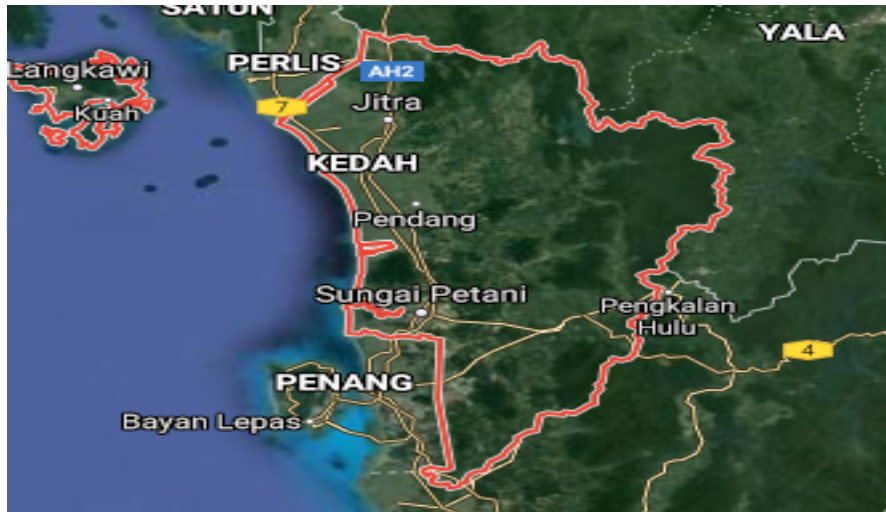 SATUN
YALA
PERLIS
Langkawi
AH2
Kuah
7
Jitra
KEDAH
Pendang
Sungai Petani
Pengkalan
Hulu
4
PENANG
Bayan Lepas